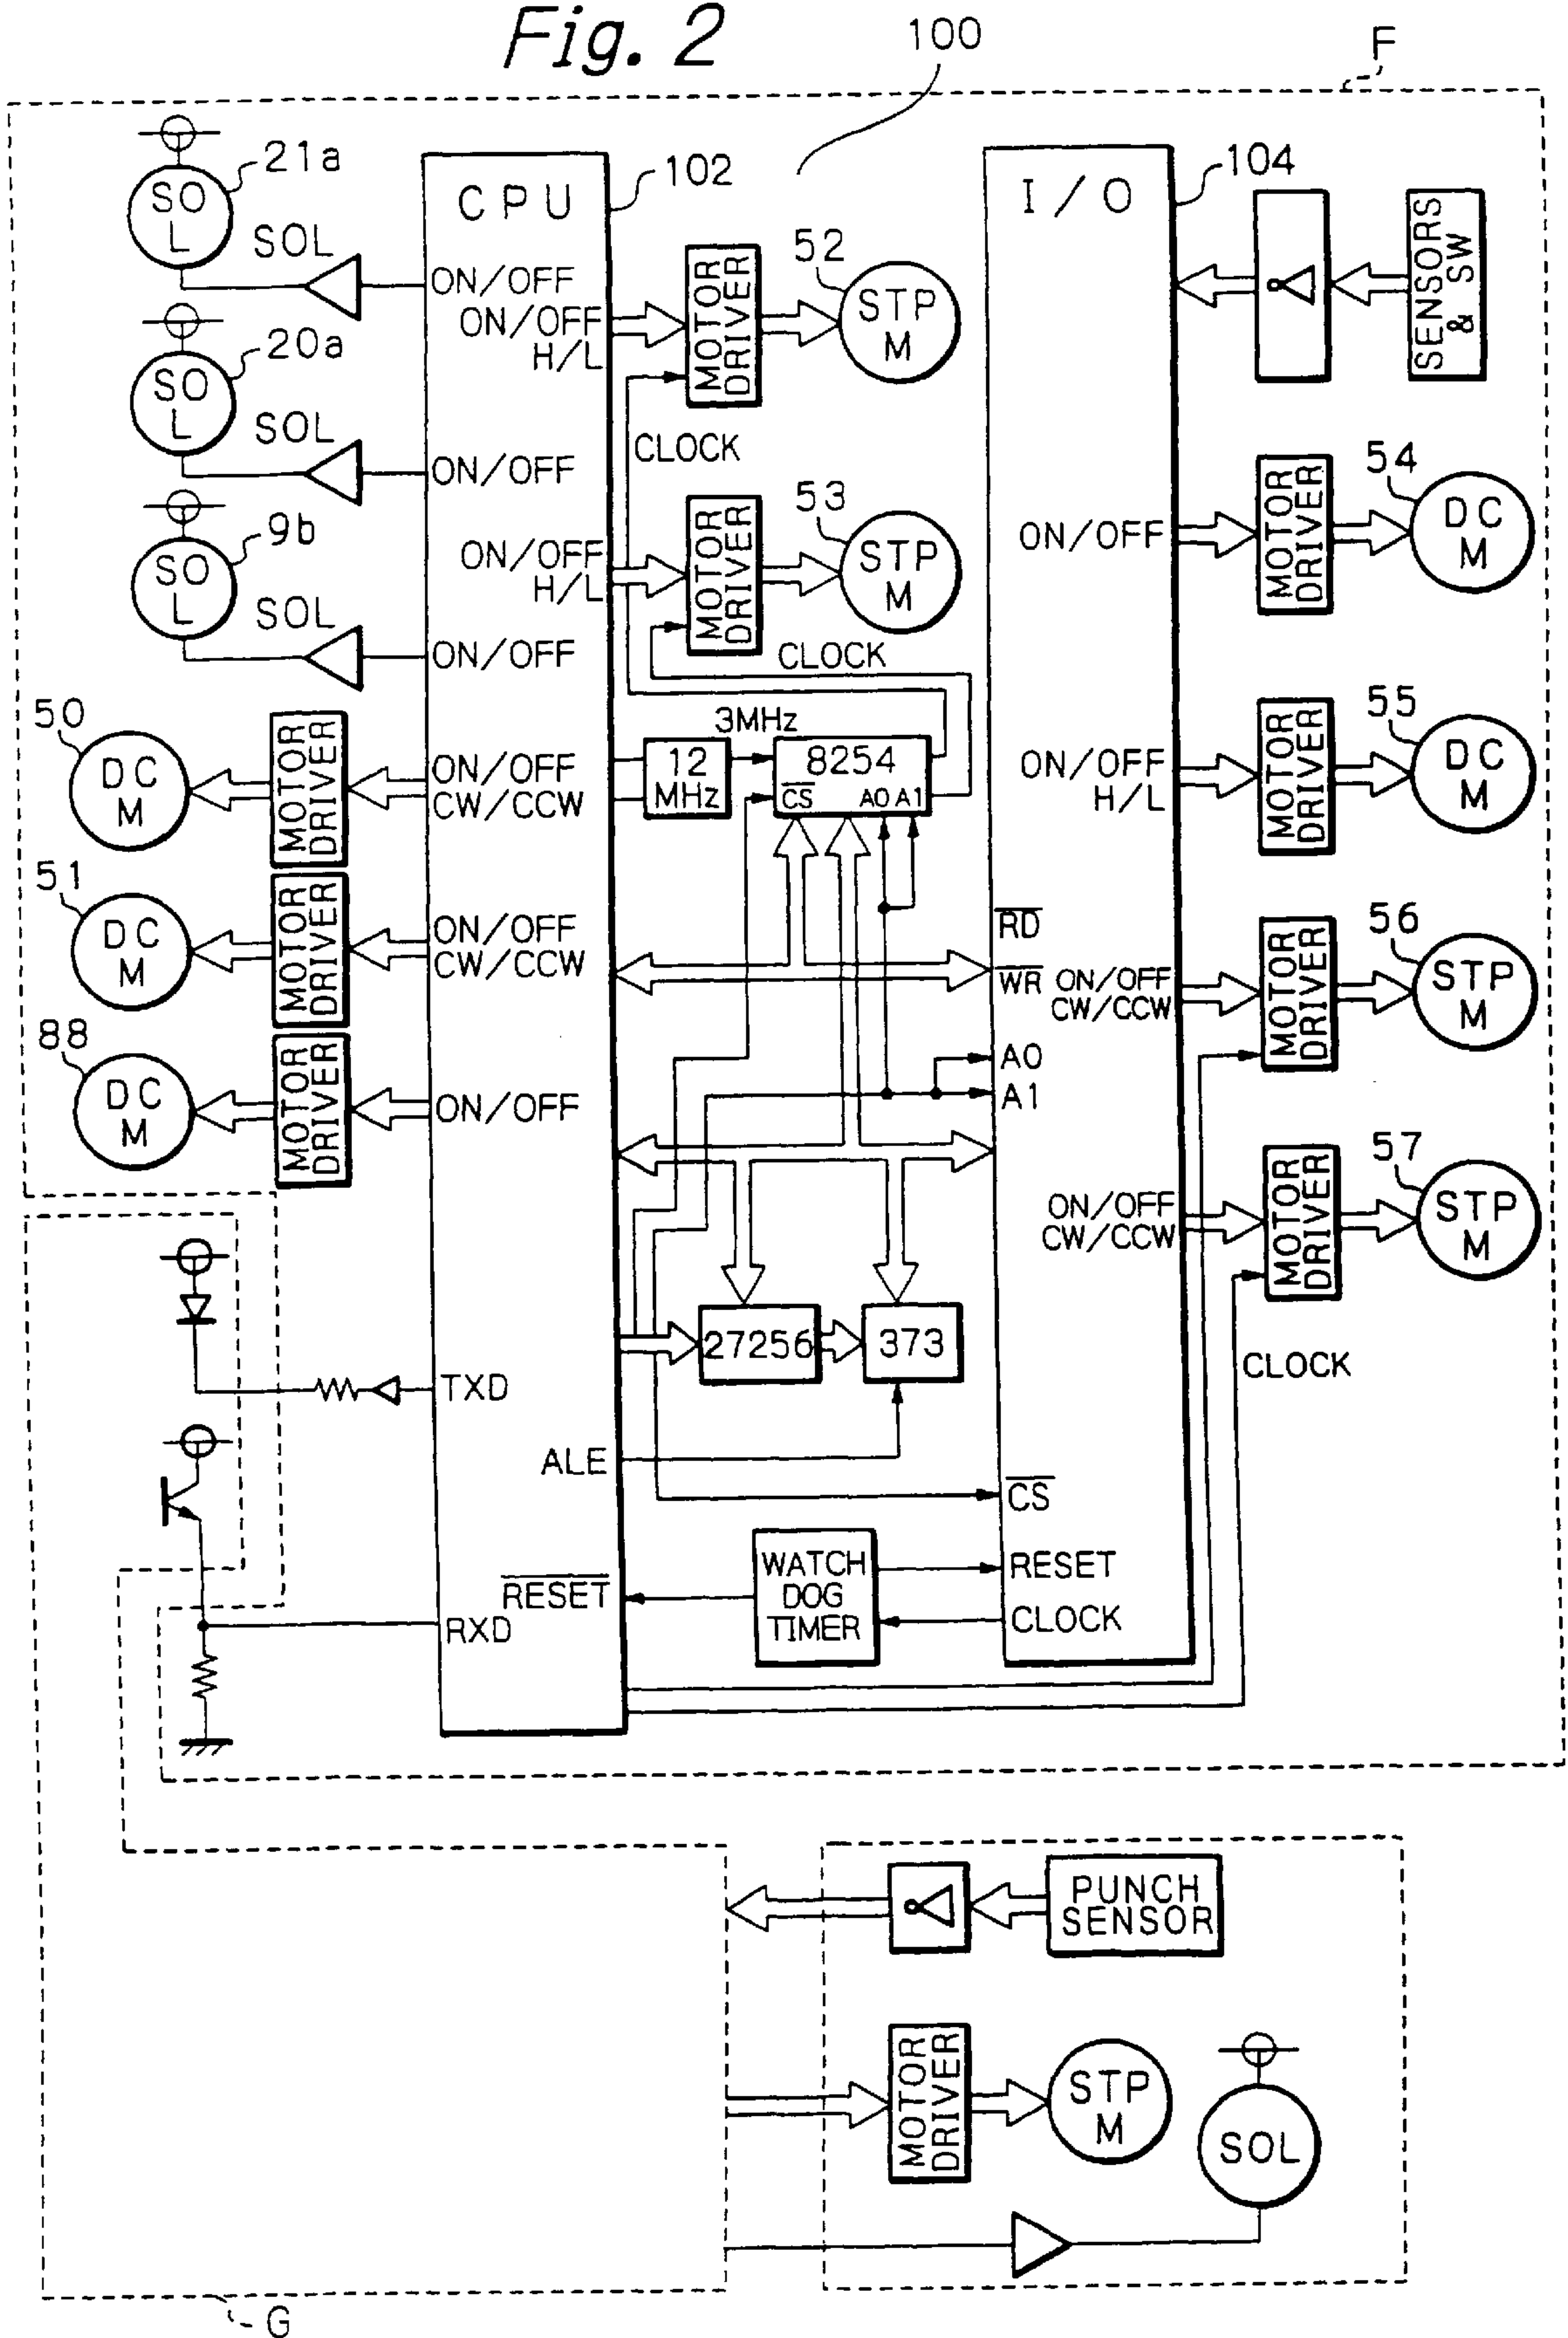 Fig. 2
100
F
21a
SO
L
SOL
20a
SO
L
SOL
9b
SO
L
SOL
50
DC
M
MOTOR
DRIVER
51
DC
M
MOTOR
DRIVER
88
DC
M
MOTOR
DRIVER
CPU
102
ON/OFF
ON/OFF
H/L
ON/OFF
ON/OFF
H/L
ON/OFF
ON/OFF
CW/CCW
ON/OFF
CW/CCW
ON/OFF
TXD
ALE
RESET
RXD
MOTOR
DRIVER
52
STP
M
CLOCK
MOTOR
DRIVER
53
STP
M
CLOCK
3MHz
12
MHz
8254
CS A0 A1
27256
373
WATCH
DOG
TIMER
I/O
104
ON/OFF
ON/OFF
H/L
RD
WR ON/OFF
CW/CCW
A0
A1
ON/OFF
CW/CCW
CS
RESET
CLOCK
SENSORS
& SW
MOTOR
DRIVER
54
DC
M
MOTOR
DRIVER
55
DC
M
MOTOR
DRIVER
56
STP
M
MOTOR
DRIVER
57
STP
M
CLOCK
PUNCH
SENSOR
MOTOR
DRIVER
STP
M
SOL
G